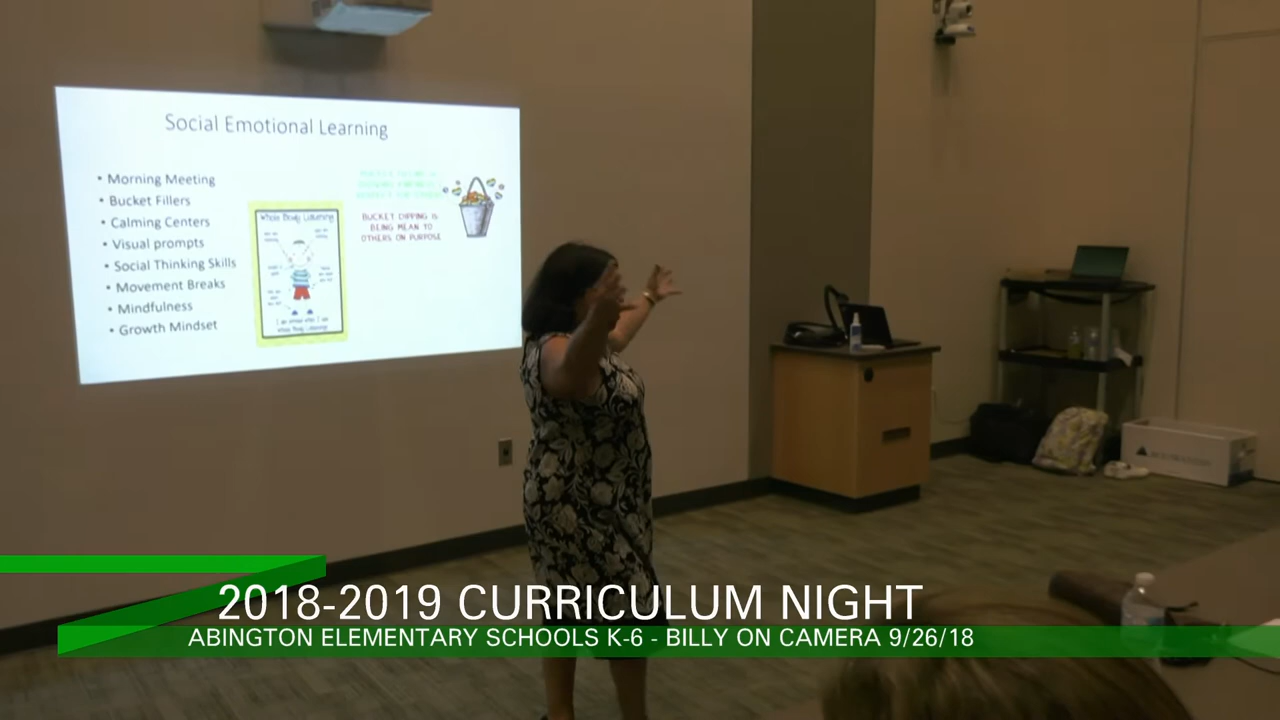 Social Emotional Learning
• Morning Meeting
• Bucket Fillers
• Calming Centers
• Visual prompts
• Social Thinking Skills
• Movement Breaks
• Mindfulness
• Growth Mindset
Whole Body Listening
BUCKET DIPPING IS
BEING MEAN TO
OTHERS ON PURPOSE
2018-2019 CURRICULUM NIGHT
ABINGTON ELEMENTARY SCHOOLS K-6 - BILLY ON CAMERA 9/26/18